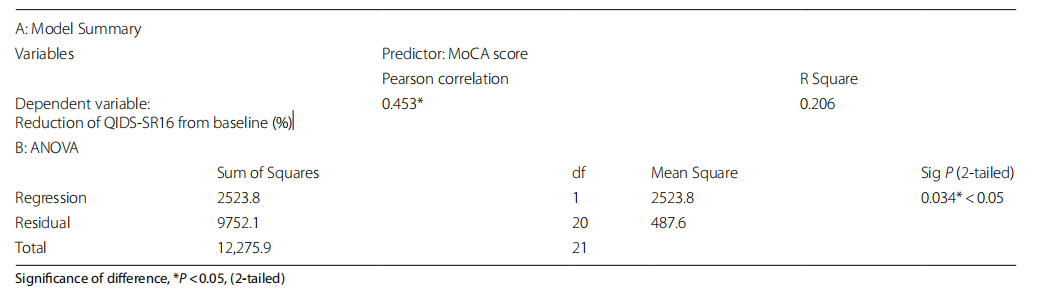 A: Model Summary
Variables Predictor: MoCA score
Pearson correlation R Square
Dependent variable: 0.453* 0.206
Reduction of QIDS-SR16 from baseline (%)
B: ANOVA
Sum of Squares df Mean Square Sig P (2-tailed)
Regression 2523.8 1 2523.8 0.034* < 0.05
Residual 9752.1 20 487.6
Total 12,275.9 21
Significance of difference, *P < 0.05, (2-tailed)